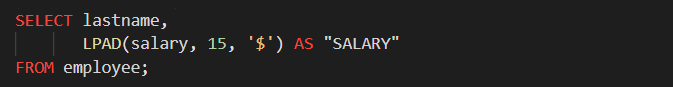 SELECT lastname,
LPAD(salary, 15, '$') AS "SALARY"
FROM employee;